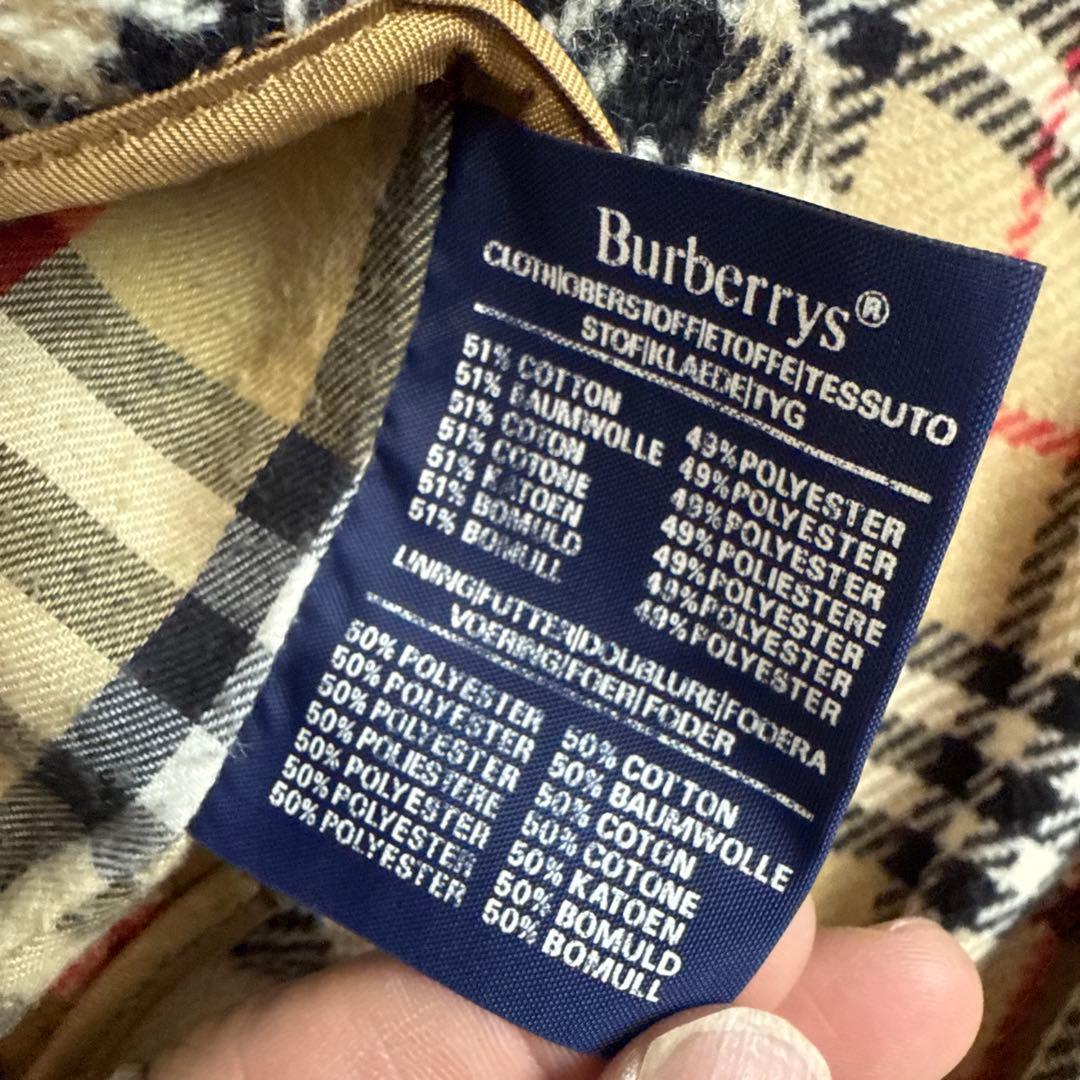 Burberrys®
CLOTH|OBERSTOFF|ETOFFE|TESSUTO
STOF|KLAEDE|TYG
51% COTTON 49% POLYESTER
51% BAUMWOLLE 49% POLYESTER
51% COTON 49% POLYESTER
51% COTONE 49% POLIESTERE
51% KATOEN 49% POLYESTER
51% BOMULD 49% POLYESTER
51% BOMULL 49% POLYESTER
LINING|FUTTER|DOUBLURE|FODERA
VOERING|FOER|FODER
50% POLYESTER 50% COTTON
50% POLYESTER 50% BAUMWOLLE
50% POLYESTER 50% COTON
50% POLIESTERE 50% COTONE
50% POLYESTER 50% KATOEN
50% POLYESTER 50% BOMULD
50% POLYESTER 50% BOMULL